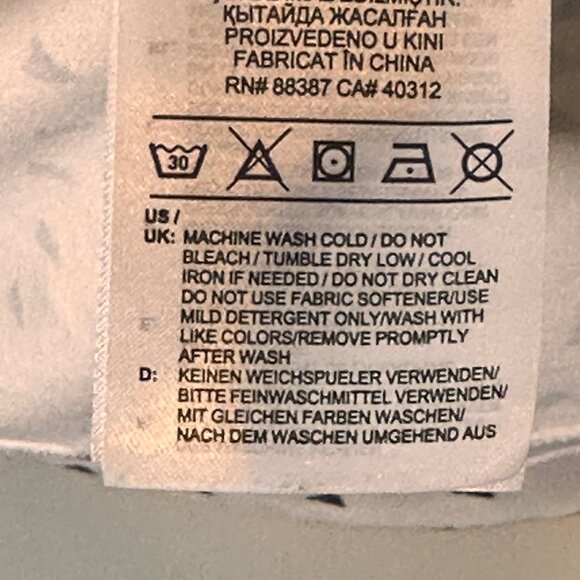 ҚЫТАЙДА ЖАСАЛҒАН
PROIZVEDENO U KINI
FABRICAT ÎN CHINA
RN# 88387 CA# 40312
30
US /
UK: MACHINE WASH COLD / DO NOT
BLEACH / TUMBLE DRY LOW / COOL
IRON IF NEEDED / DO NOT DRY CLEAN
DO NOT USE FABRIC SOFTENER/USE
MILD DETERGENT ONLY/WASH WITH
LIKE COLORS/REMOVE PROMPTLY
AFTER WASH
D: KEINEN WEICHSPUELER VERWENDEN/
BITTE FEINWASCHMITTEL VERWENDEN/
MIT GLEICHEN FARBEN WASCHEN/
NACH DEM WASCHEN UMGEHEND AUS